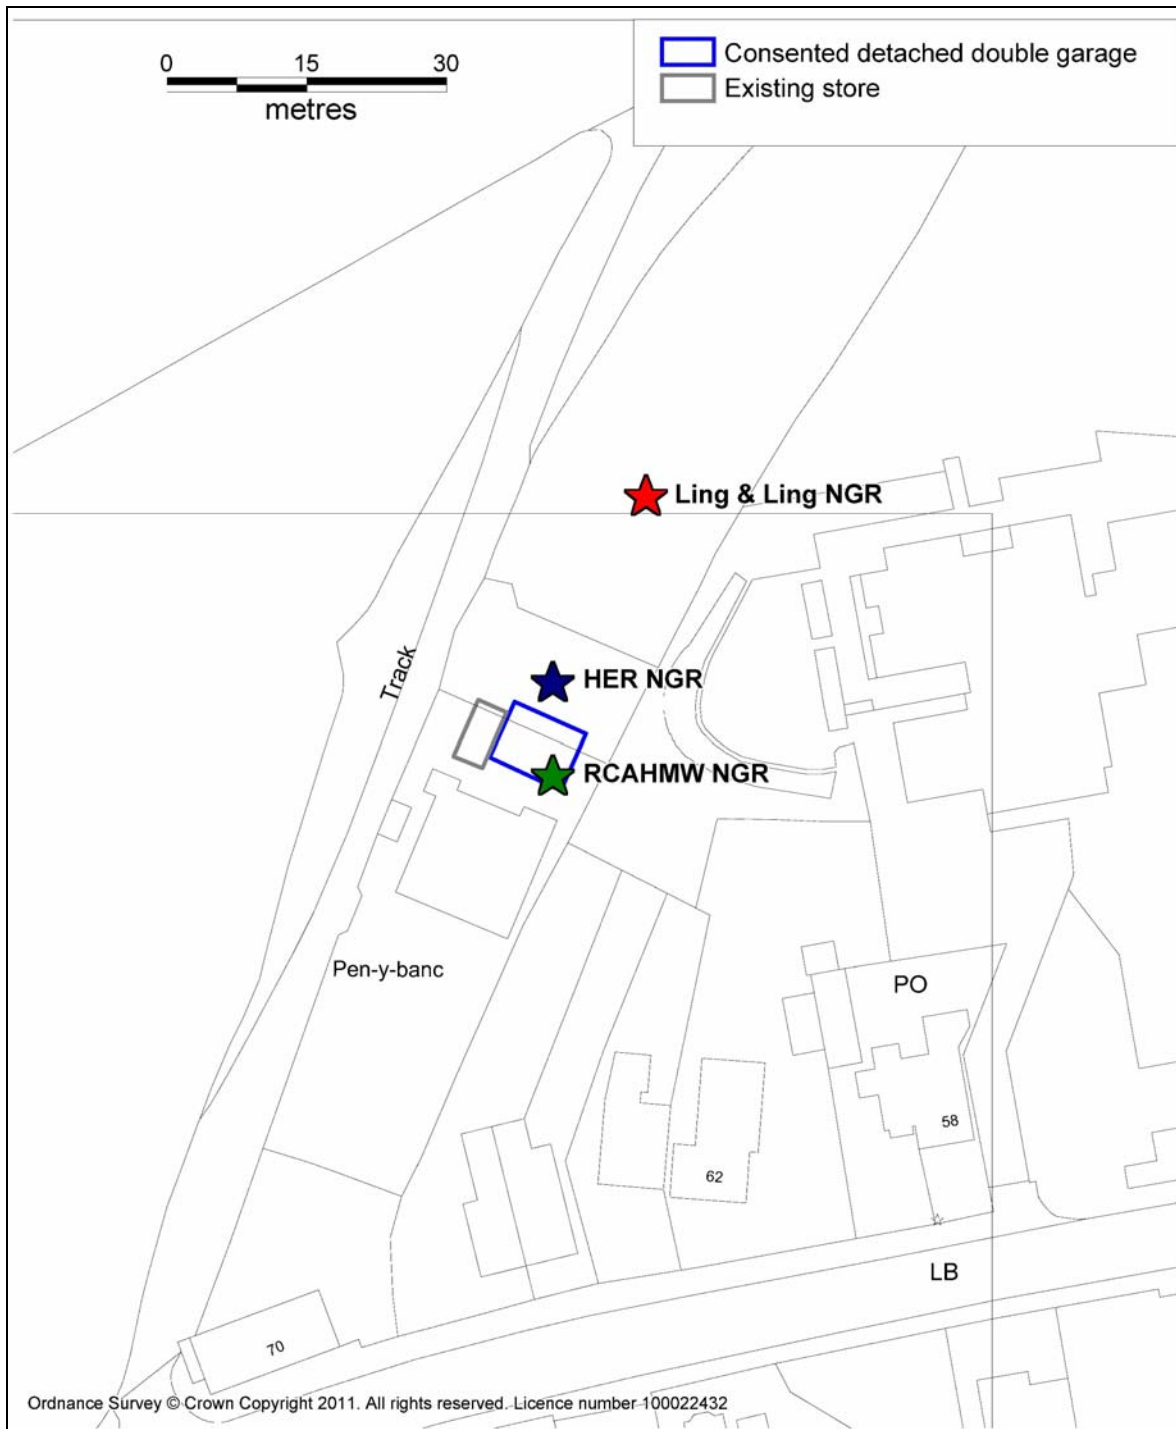 0 15 30
metres
Consented detached double garage
Existing store
Ling & Ling NGR
HER NGR
Track
RCAHMW NGR
Pen-y-banc
PO
58
62
LB
70
Ordnance Survey © Crown Copyright 2011. All rights reserved. Licence number 100022432